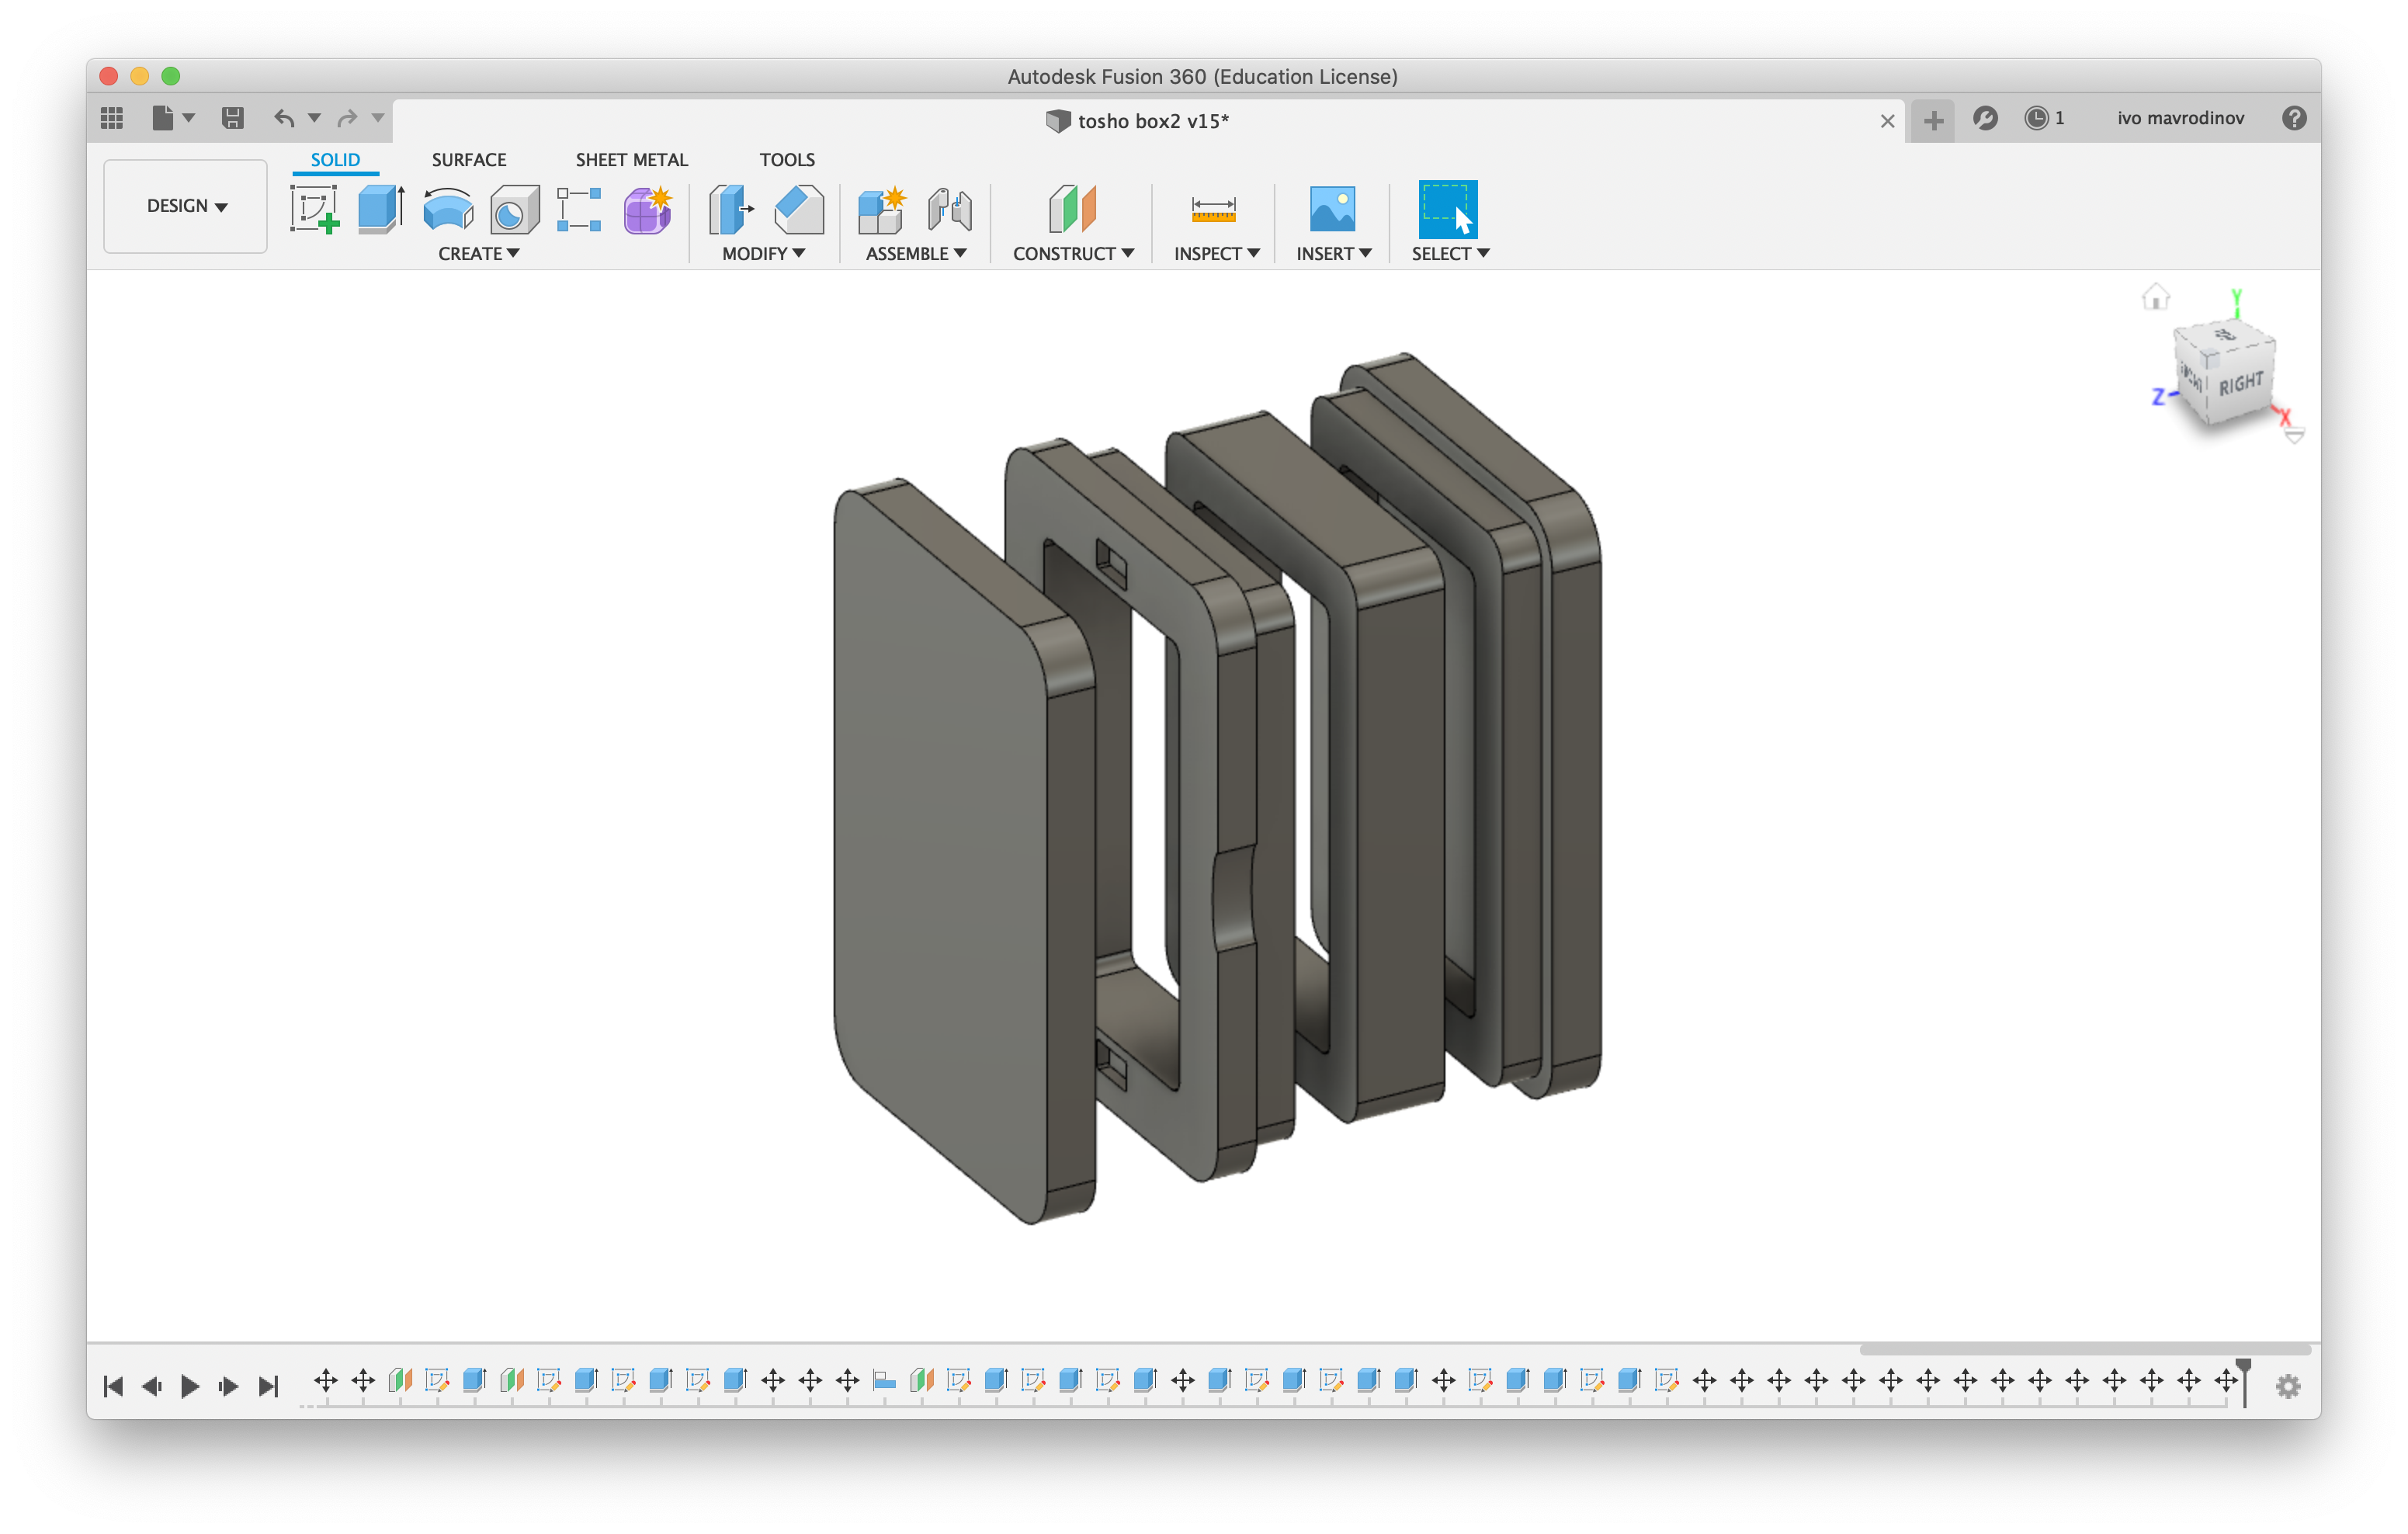 Autodesk Fusion 360 (Education License)
tosho box2 v15*
1
ivo mavrodinov
SOLID
SURFACE
SHEET METAL
TOOLS
DESIGN
CREATE
MODIFY
ASSEMBLE
CONSTRUCT
INSPECT
INSERT
SELECT
Y
RIGHT
Z
X